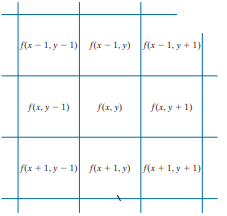 f(x − 1, y − 1) f(x − 1, y) f(x − 1, y + 1)
f(x, y − 1) f(x, y) f(x, y + 1)
f(x + 1, y − 1) f(x + 1, y) f(x + 1, y + 1)